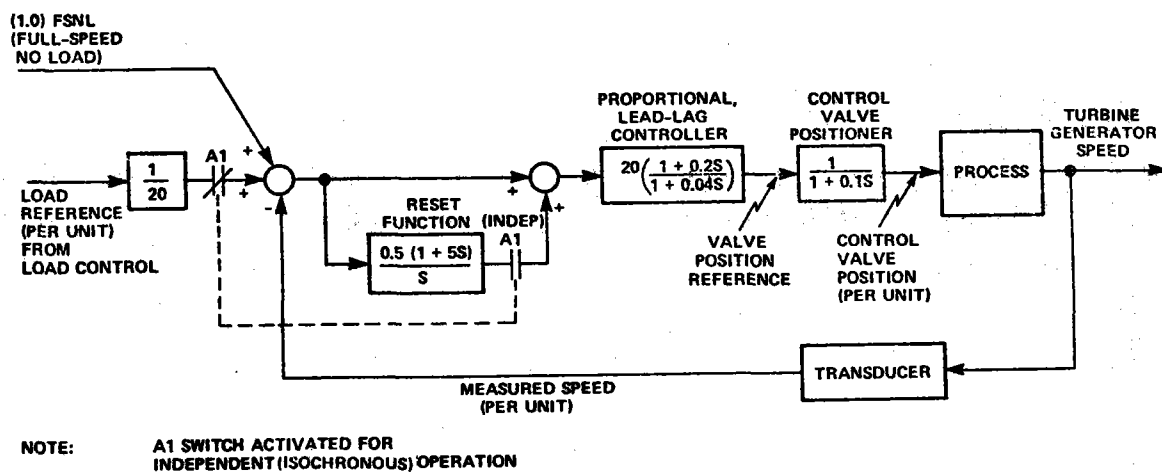 (1.0) FSNL
(FULL-SPEED
NO LOAD)
PROPORTIONAL,
LEAD-LAG
CONTROLLER
CONTROL
VALVE
POSITIONER
TURBINE
GENERATOR
SPEED
A1
+
+
+
-
1
20
20(1 + 0.2S
1 + 0.04S)
1
1 + 0.1S
PROCESS
+
+
LOAD
REFERENCE
(PER UNIT)
FROM
LOAD CONTROL
RESET
FUNCTION (INDEP)
A1
0.5 (1 + 5S)
S
VALVE
POSITION
REFERENCE
CONTROL
VALVE
POSITION
(PER UNIT)
TRANSDUCER
MEASURED SPEED
(PER UNIT)
NOTE: A1 SWITCH ACTIVATED FOR
INDEPENDENT (ISOCHRONOUS) OPERATION